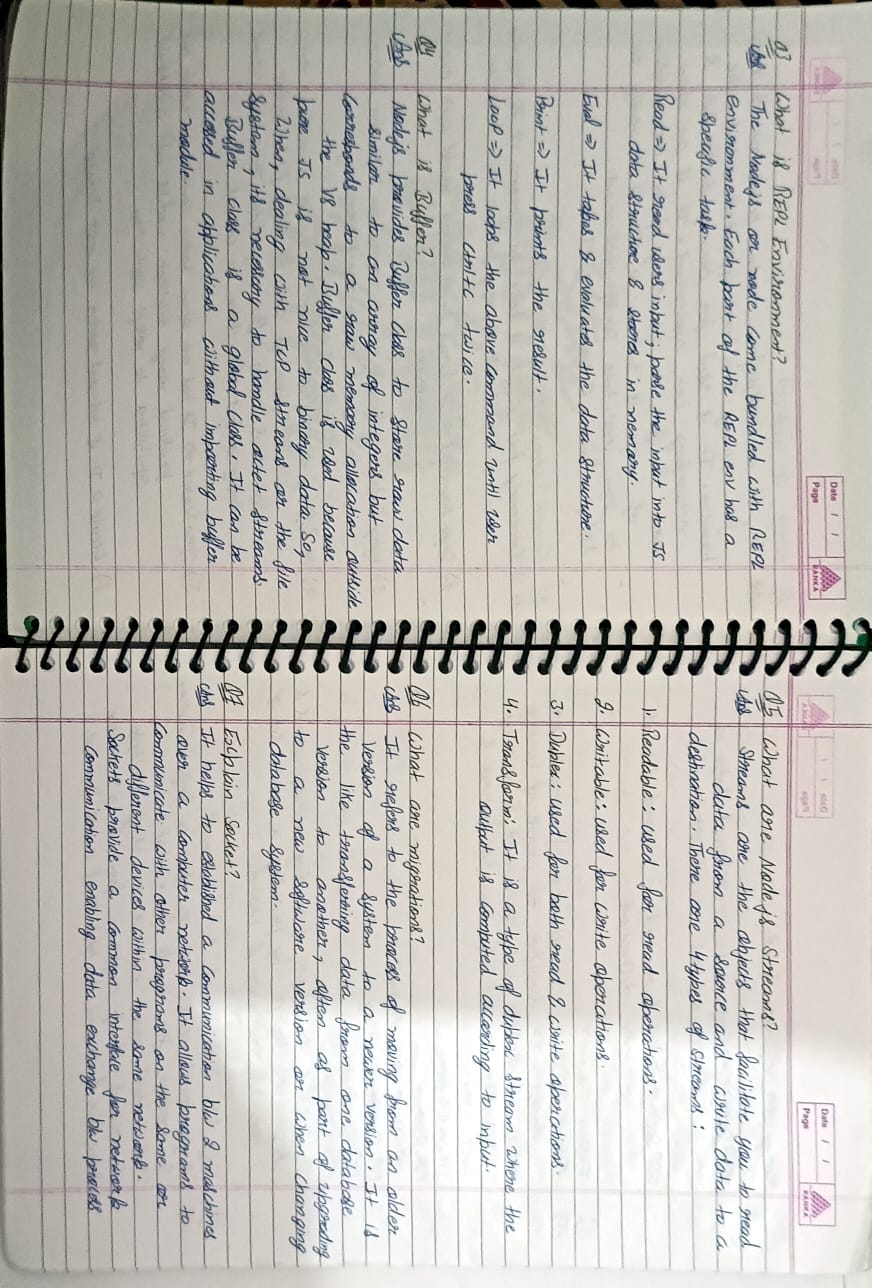 Date / /
Page
RANKA
Q3 What is REPL Environment?
Ans The Nodejs or node come bundled with REPL
environment. Each part of the REPL env has a
specific task.
Read => It read users input; parse the input into JS
data structure & stores in memory.
Eval => It takes & evaluates the data structure.
Print => It prints the result.
Loop => It loops the above command until user
press ctrl+c twice.
Q4 What is Buffer?
Ans Nodejs provides Buffer class to store raw data
similar to an array of integers but
corresponds to a raw memory allocation outside
the V8 heap. Buffer class is used because
pure JS is not nice to binary data. So,
When, dealing with TCP streams or the file
system, it's necessary to handle octet streams.
Buffer class is a global class. It can be
accessed in applications without importing buffer
module.
Date / /
Page
RANKA
Q5 What are Node js Streams?
Ans Streams are the objects that facilitate you to read
data from a source and write data to a
destination. There are 4 types of streams:
1. Readable: used for read operations.
2. Writable: used for write operations.
3. Duplex: used for both read & write operations.
4. Transform: It is a type of duplex stream where the
output is computed according to input.
Q6 What are migrations?
Ans It refers to the process of moving from an older
version of a system to a newer version. It is
the like transfering data from one database
version to another, often as part of upgrading
to a new software version or when changing
database system.
Q7 Explain Socket?
Ans It helps to established a communication b/w 2 maschines
over a computer network. It allows programs to
communicate with other programs on the same or
different devices within the same network.
Sockets provide a common interface for network
communication enabling data exchange b/w process